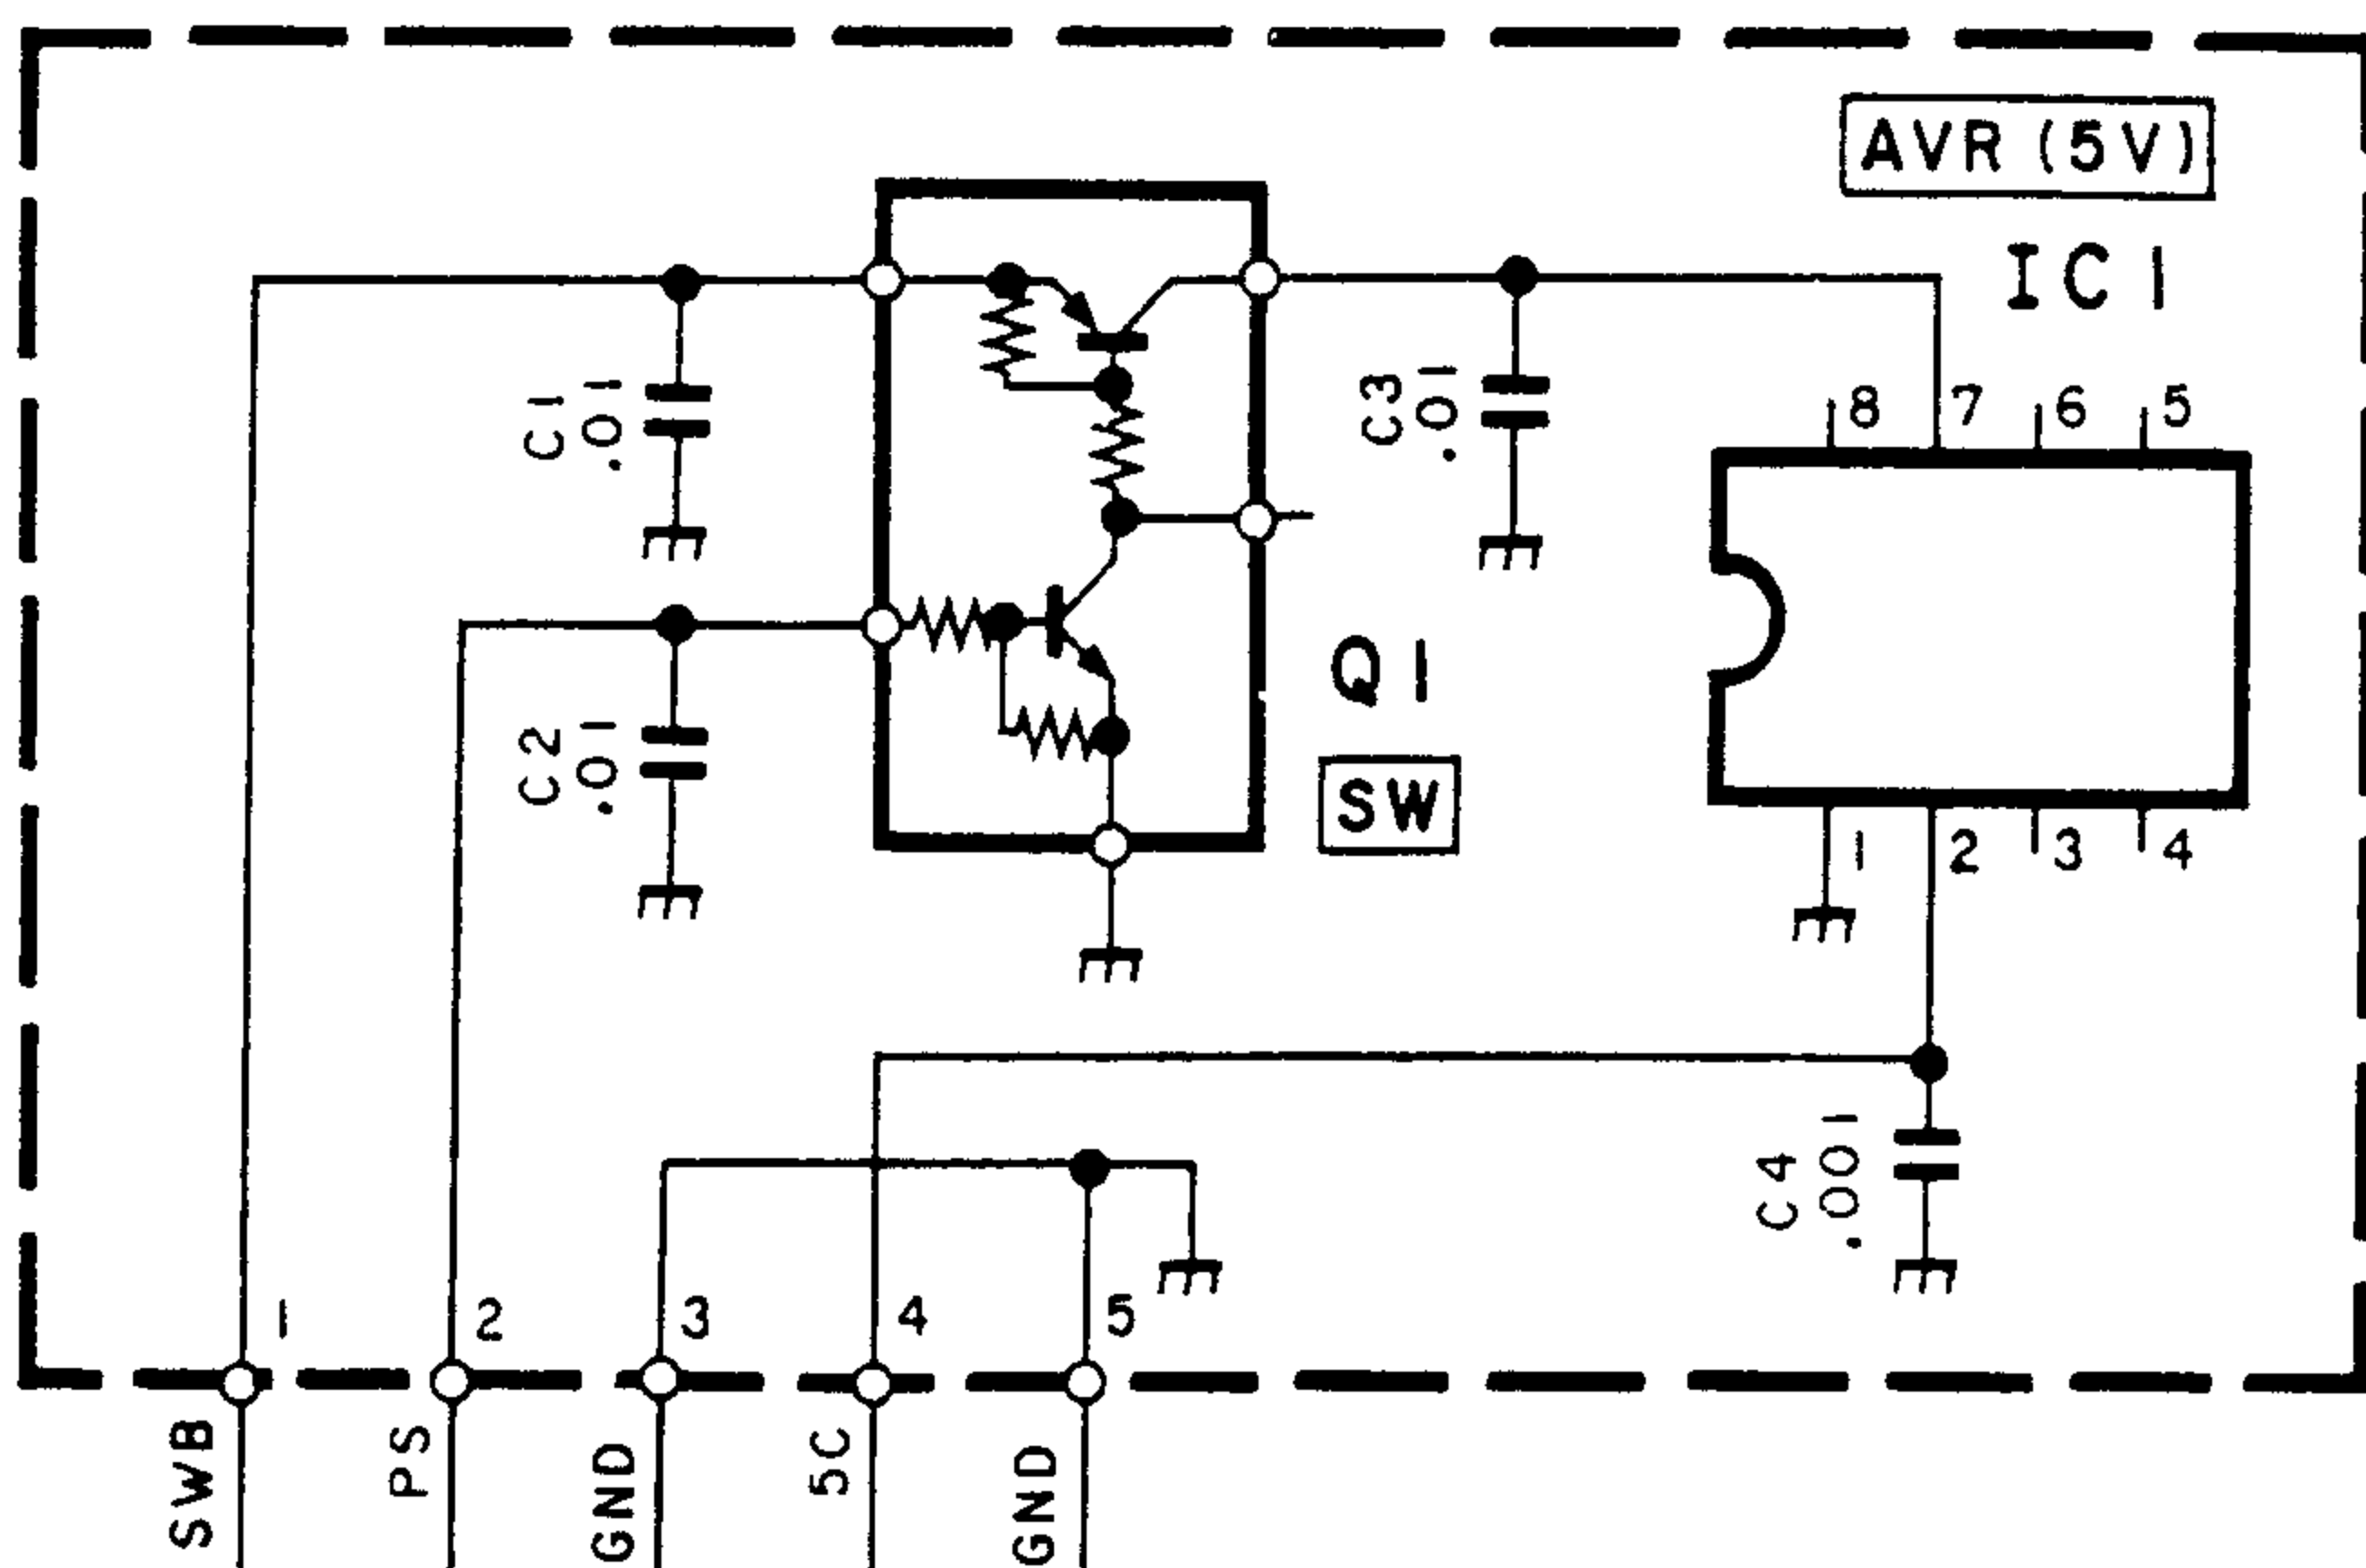 AVR (5V)
IC1
C1
.01
C3
.01
8 7 6 5
C2
.01
Q1
SW
1 2 3 4
C4
.001
1 2 3 4 5
SWB
PS
GND
5C
GND